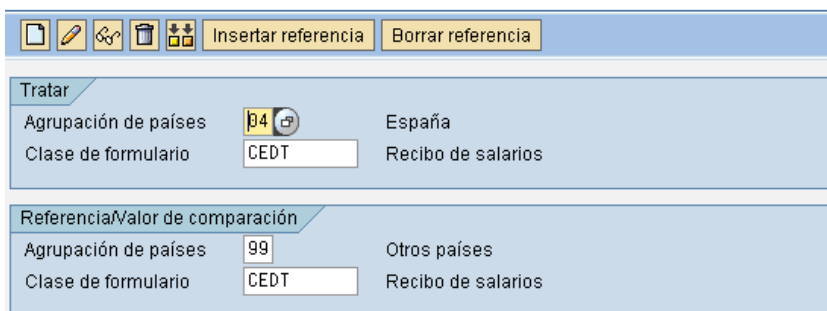 Insertar referencia Borrar referencia
Tratar
Agrupación de países 04 España
Clase de formulario CEDT Recibo de salarios
Referencia/Valor de comparación
Agrupación de países 99 Otros países
Clase de formulario CEDT Recibo de salarios